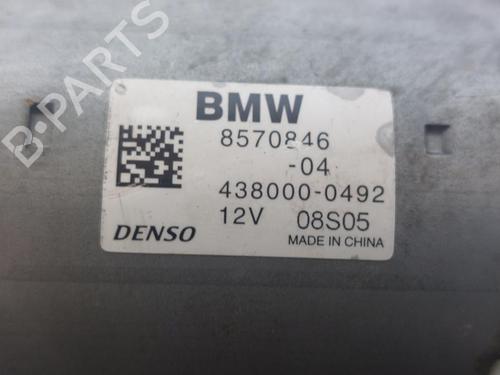 B-PARTS
BMW
8570846
-04
438000-0492
12V 08S05
DENSO MADE IN CHINA